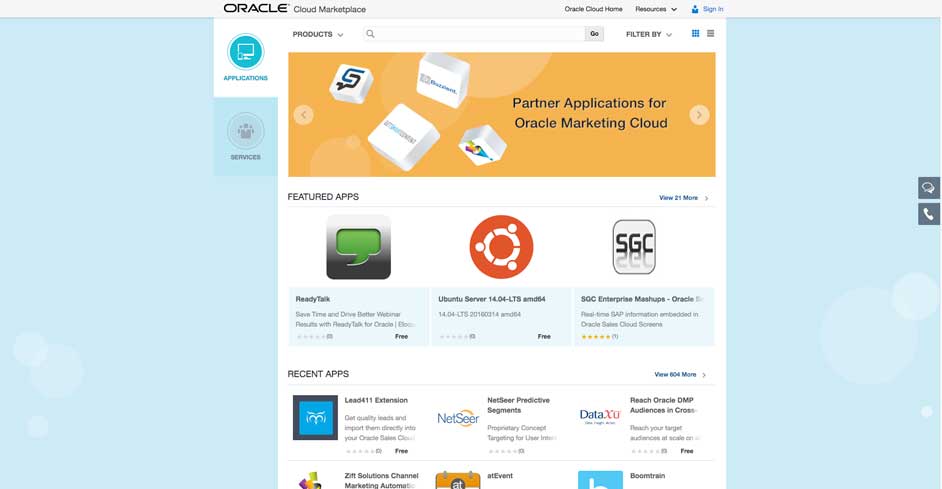 ORACLE Cloud Marketplace
Oracle Cloud Home Resources Sign In
PRODUCTS Go FILTER BY
APPLICATIONS
SERVICES
Buzzient.
Partner Applications for
Oracle Marketing Cloud
FEATURED APPS View 21 More
SGC
ReadyTalk
Save Time and Drive Better Webinar
Results with ReadyTalk for Oracle | Eloqu
(0) Free
Ubuntu Server 14.04-LTS amd64
14.04-LTS 20160314 amd64
(0) Free
SGC Enterprise Mashups - Oracle
Real-time SAP information embedded in
Oracle Sales Cloud Screens
(1)
RECENT APPS View 604 More
Lead411 Extension
Get quality leads and
import them directly into
your Oracle Sales Cloud
(0) Free
NetSeer
NetSeer Predictive
Segments
Proprietary Concept
Targeting for User
(0)
DataXu
Reach Oracle DMP
Audiences in Cross-
Reach your target
audiences at scale on
(0) Free
Zift Solutions Channel
Marketing Automatio
at
atEvent
b
Boomtrain